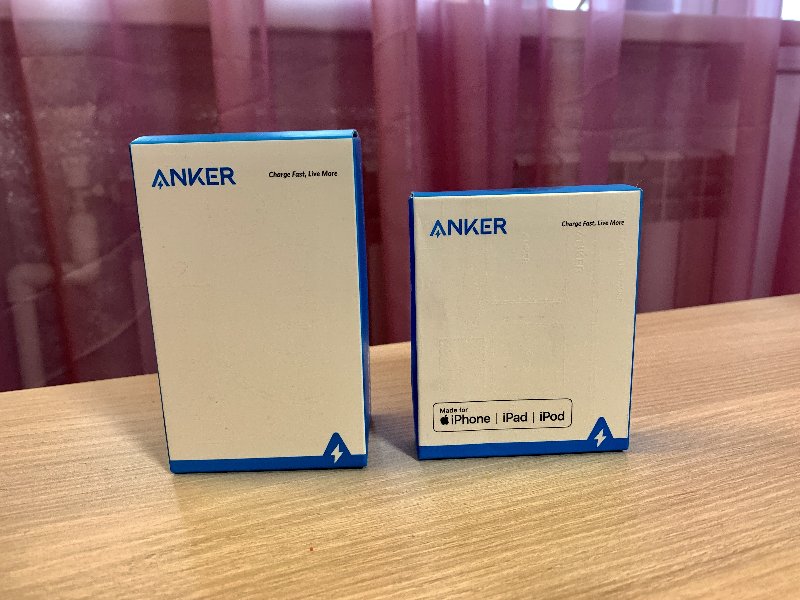 ANKER
Charge Fast, Live More
ANKER
Charge Fast, Live More
Made for
iPhone | iPad | iPod